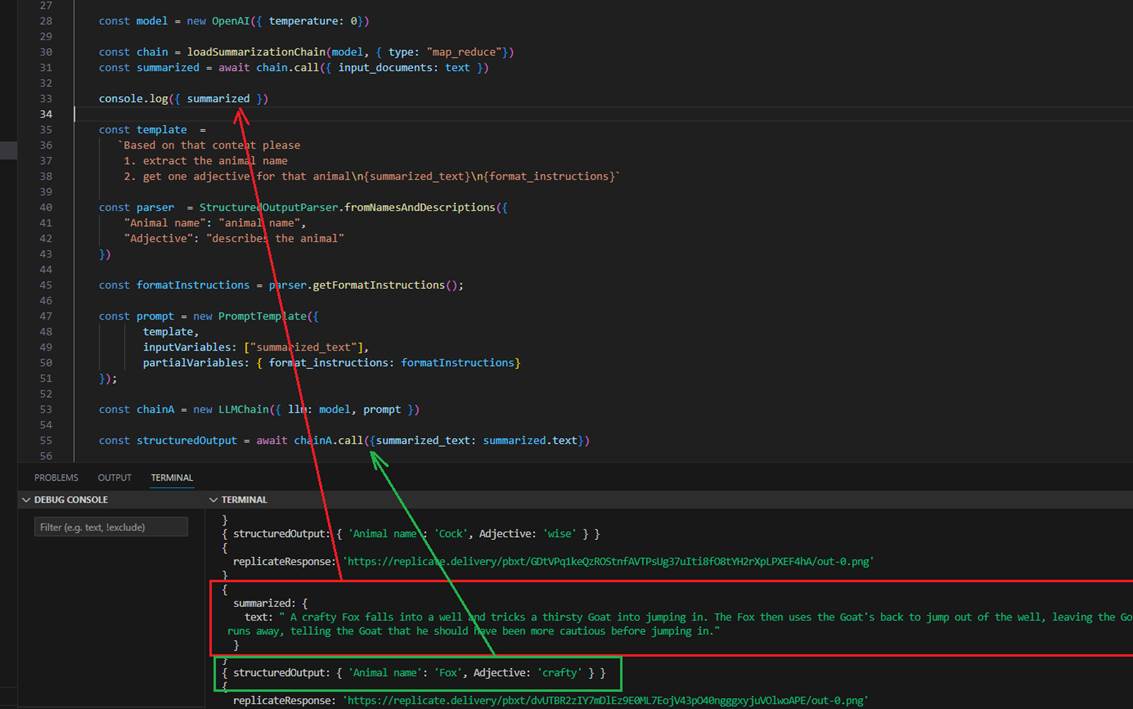 27
28 const model = new OpenAI({ temperature: 0})
29
30 const chain = loadSummarizationChain(model, { type: "map_reduce"})
31 const summarized = await chain.call({ input_documents: text })
32
33 console.log({ summarized })
34
35 const template =
36 `Based on that content please
37 1. extract the animal name
38 2. get one adjective for that animal\n{summarized_text}\n{format_instructions}`
39
40 const parser = StructuredOutputParser.fromNamesAndDescriptions({
41 "Animal name": "animal name",
42 "Adjective": "describes the animal"
43 })
44
45 const formatInstructions = parser.getFormatInstructions();
46
47 const prompt = new PromptTemplate({
48 template,
49 inputVariables: ["summarized_text"],
50 partialVariables: { format_instructions: formatInstructions}
51 });
52
53 const chainA = new LLMChain({ llm: model, prompt })
54
55 const structuredOutput = await chainA.call({summarized_text: summarized.text})
56
PROBLEMS OUTPUT TERMINAL
DEBUG CONSOLE
Filter (e.g. text, !exclude)
TERMINAL
}
{ structuredOutput: { 'Animal name': 'Cock', Adjective: 'wise' } }
{
replicateResponse: 'https://replicate.delivery/pbxt/GDtVPq1keQzROStnfAVTPsUg37uIti8fO8tYH2rXpLPXEF4hA/out-0.png'
}
{
summarized: {
text: " A crafty Fox falls into a well and tricks a thirsty Goat into jumping in. The Fox then uses the Goat's back to jump out of the well, leaving the Go
runs away, telling the Goat that he should have been more cautious before jumping in."
}
}
{ structuredOutput: { 'Animal name': 'Fox', Adjective: 'crafty' } }
{
replicateResponse: 'https://replicate.delivery/pbxt/dvUTBR2zIY7mDlEz9E0ML7EojV43pO40ngggxyjuVOlwoAPE/out-0.png'